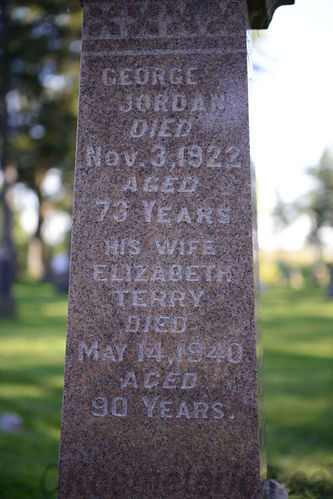 GEORGE
JORDAN
DIED
NOV. 3, 1922
AGED
73 YEARS
HIS WIFE
ELIZABETH
TERRY
DIED
MAY 14, 1940
AGED
90 YEARS.